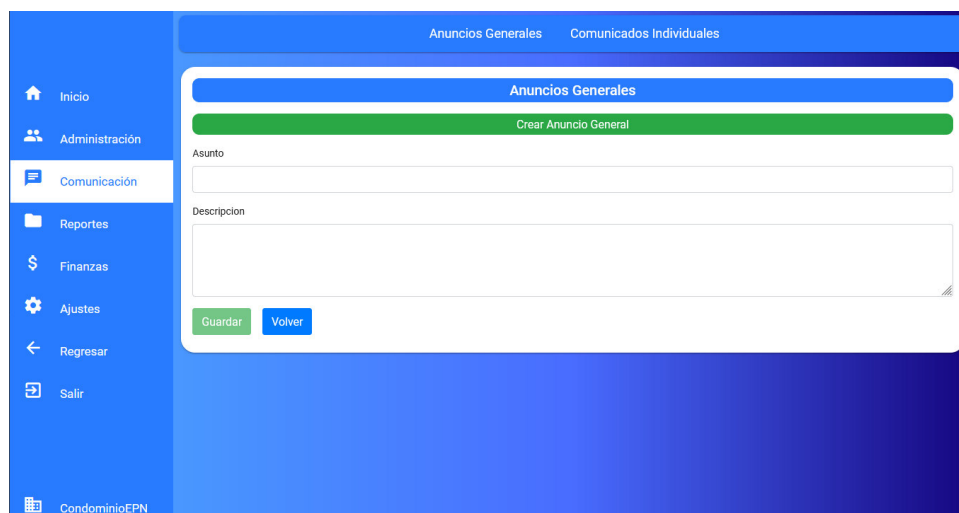 Anuncios Generales
Comunicados Individuales
Inicio
Administración
Comunicación
Reportes
Finanzas
Ajustes
Regresar
Salir
CondominioEPN
Anuncios Generales
Crear Anuncio General
Asunto
Descripcion
Guardar
Volver